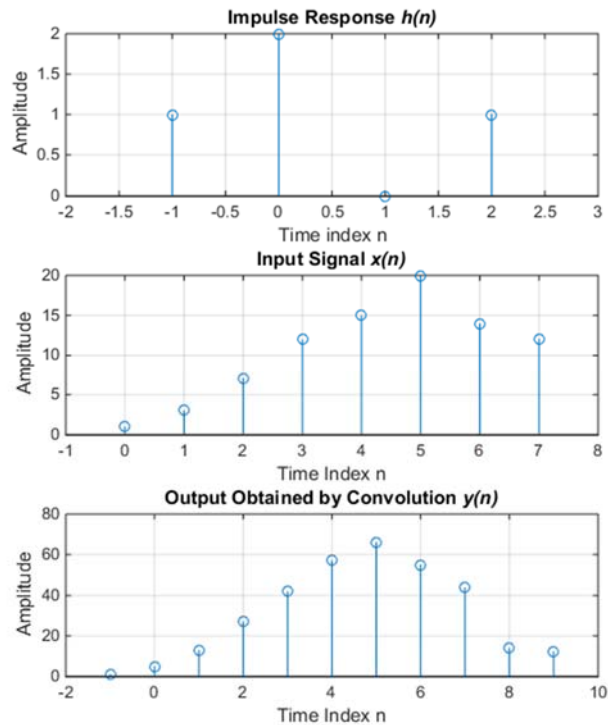 Impulse Response h(n)
2
1.5
1
0.5
0
Amplitude
-2 -1.5 -1 -0.5 0 0.5 1 1.5 2 2.5 3
Time index n
Input Signal x(n)
20
15
10
5
0
Amplitude
-1 0 1 2 3 4 5 6 7 8
Time Index n
Output Obtained by Convolution y(n)
80
60
40
20
0
Amplitude
-2 0 2 4 6 8 10
Time Index n